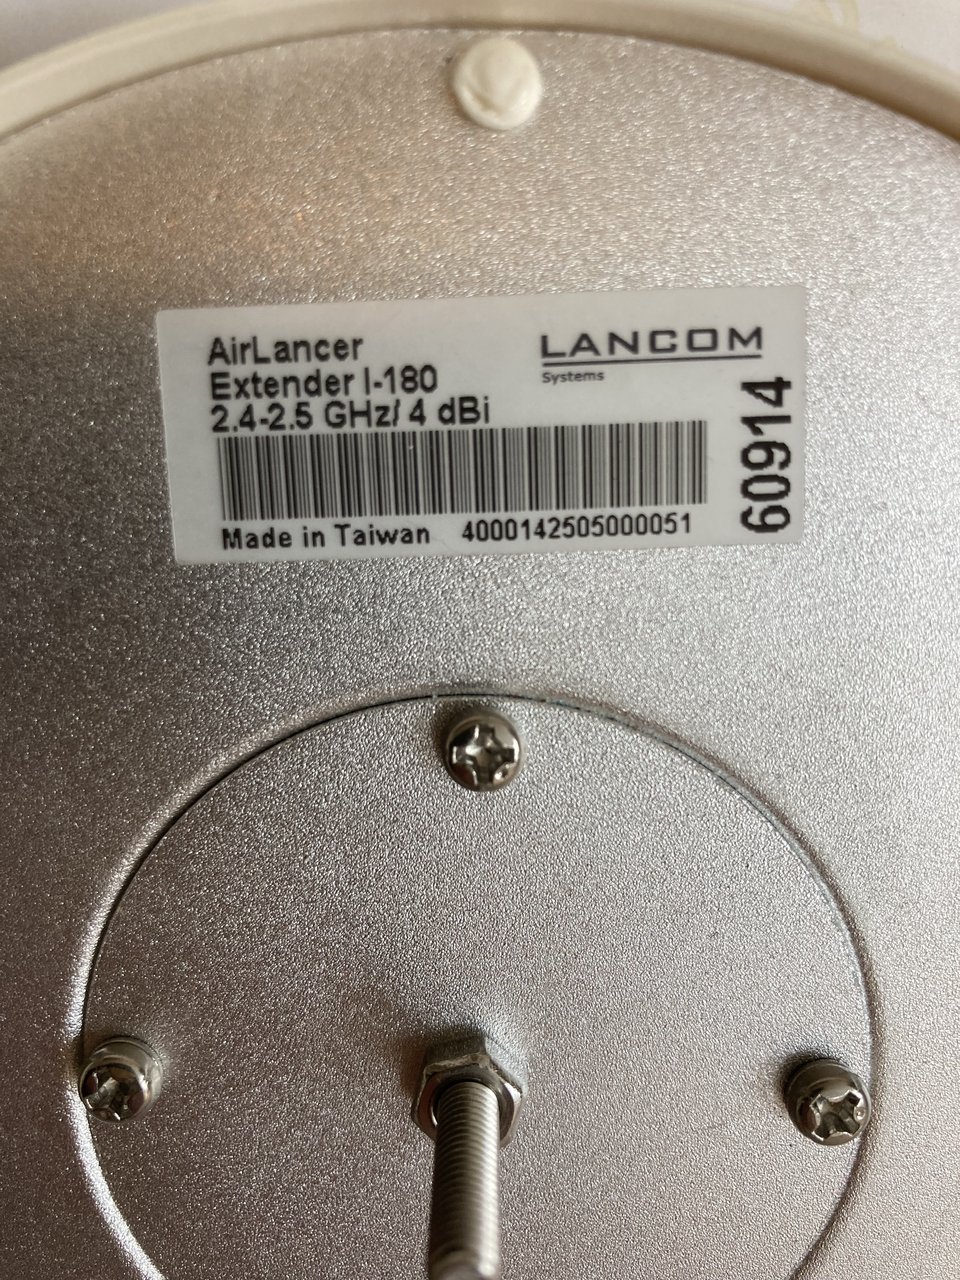 AirLancer
Extender I-180
2.4-2.5 GHz/ 4 dBi
LANCOM
Systems
60914
Made in Taiwan 4000142505000051